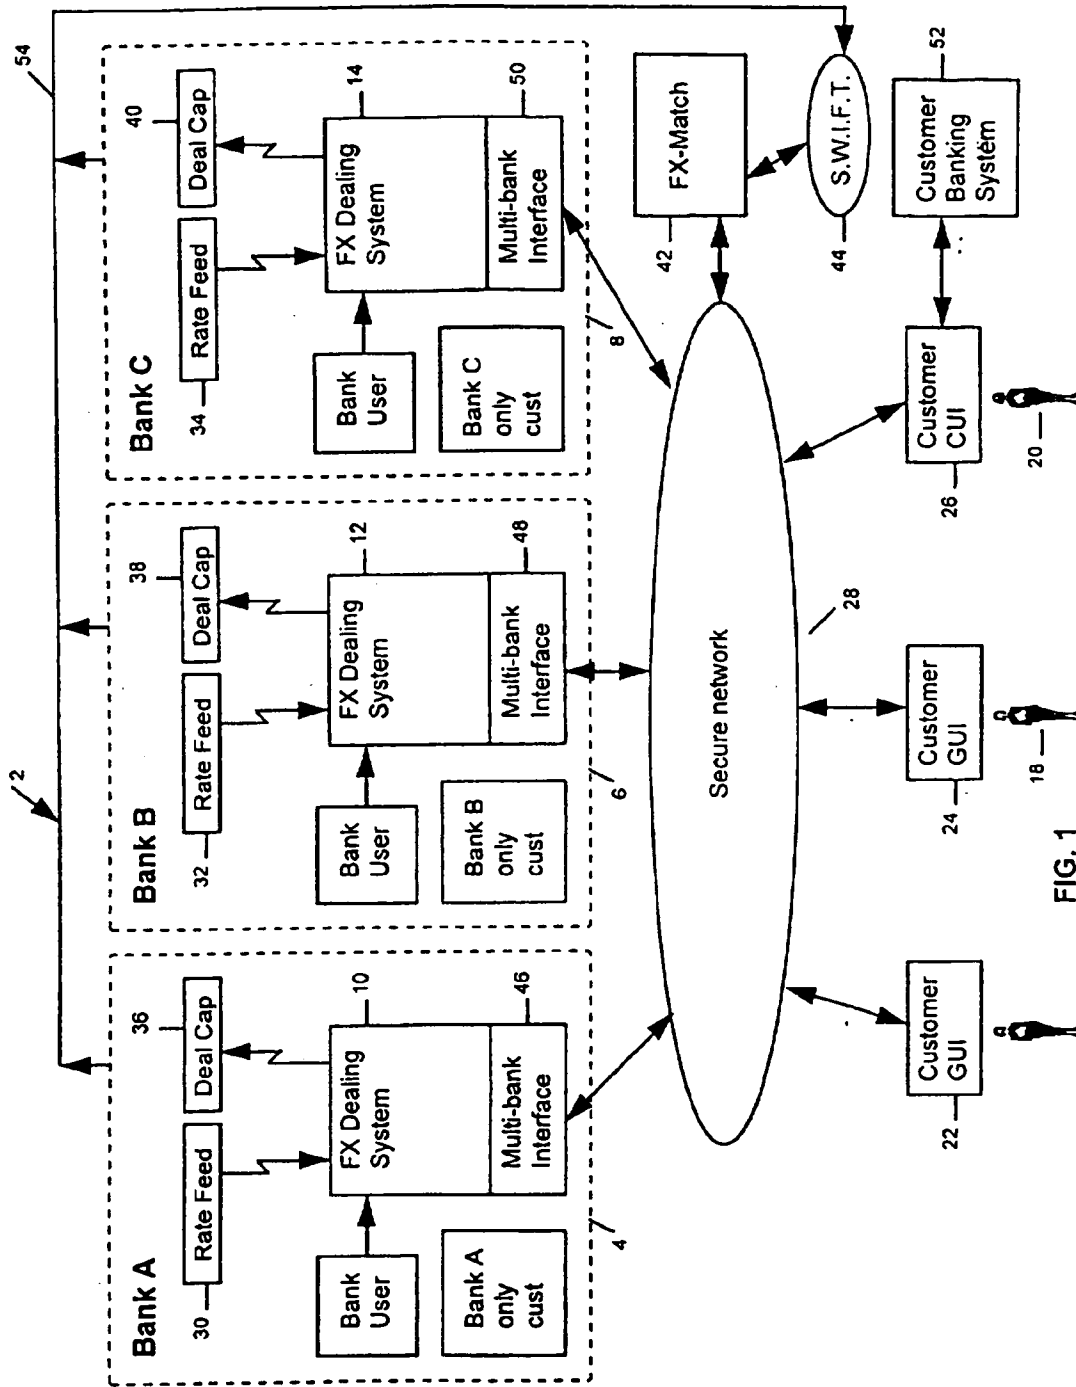 2
54
Bank A
30
Rate Feed
36
Deal Cap
Bank
User
FX Dealing
System
10
Bank A
only
cust
Multi-bank
Interface
46
4
Bank B
32
Rate Feed
38
Deal Cap
Bank
User
FX Dealing
System
12
Bank B
only
cust
Multi-bank
Interface
48
6
Bank C
34
Rate Feed
40
Deal Cap
Bank
User
FX Dealing
System
14
Bank C
only
cust
Multi-bank
Interface
50
8
Secure network
28
42
FX-Match
S.W.I.F.T.
44
Customer
GUI
22
Customer
GUI
24
18
Customer
CUI
26
20
Customer
Banking
System
52
FIG. 1